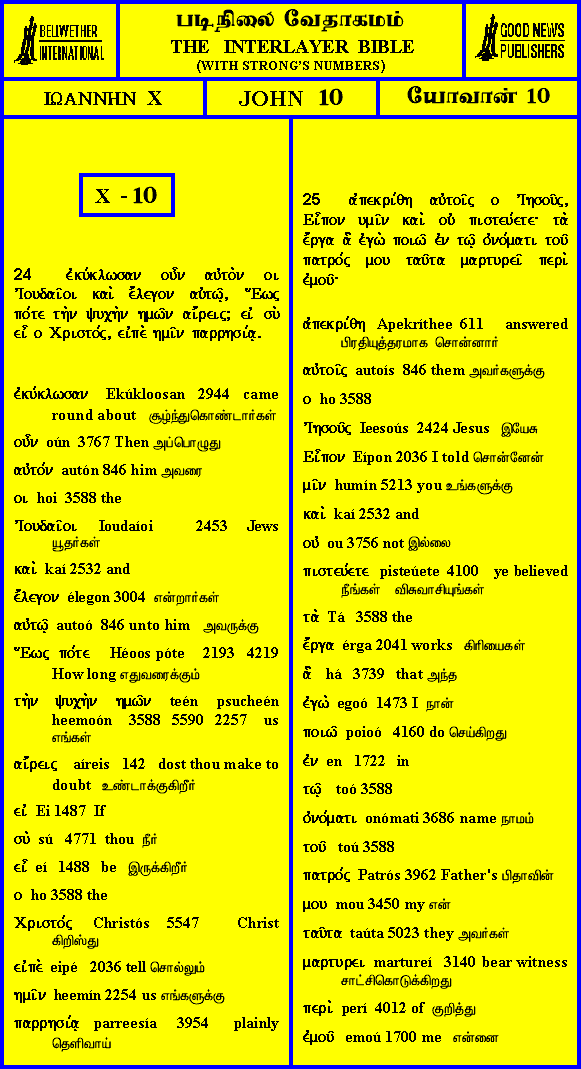 BELLWETHER
INTERNATIONAL
படிநிலை வேதாகமம்
THE INTERLAYER BIBLE
(WITH STRONG'S NUMBERS)
GOOD NEWS
PUBLISHERS
ΙΩΑΝΝΗΝ Χ
JOHN 10
யோவான் 10
X - 10
24 ἐκύκλωσαν οὖν αὐτὸν οι
Ἰουδαῖοι καὶ ἔλεγον αὐτῷ, Ἕως
πότε τὴν ψυχὴν ημῶν αἴρεις; εἰ σὺ
εἶ ο Χριστός, εἰπὲ ημῖν παρρησίᾳ.
ἐκύκλωσαν Ekúkloosan 2944 came
round about சூழ்ந்துகொண்டார்கள்
οὖν oún 3767 Then அப்பொழுது
αὐτόν autón 846 him அவரை
οι hoi 3588 the
Ἰουδαῖοι Ioudaíoi 2453 Jews
யூதர்கள்
καὶ kaí 2532 and
ἔλεγον élegon 3004 என்றார்கள்
αὐτῷ autoó 846 unto him அவருக்கு
Ἕως πότε Héoos póte 2193 4219
How long எதுவரைக்கும்
τὴν ψυχὴν ημῶν teén psucheén
heemoón 3588 5590 2257 us
எங்கள்
αἴρεις aíreis 142 dost thou make to
doubt உண்டாக்குகிறீர்
εἰ Ei 1487 If
σὺ sú 4771 thou நீர்
εἶ eí 1488 be இருக்கிறீர்
ο ho 3588 the
Χριστός Christós 5547 Christ
கிறிஸ்து
εἰπὲ eipé 2036 tell சொல்லும்
ημῖν heemín 2254 us எங்களுக்கு
παρρησίᾳ parreesía 3954 plainly
தெளிவாய்
25 ἀπεκρίθη αὐτοῖς ο Ἰησοῦς,
Εἶπον υμῖν καὶ οὐ πιστεύετε· τὰ
ἔργα ἃ ἐγὼ ποιῶ ἐν τῷ ὀνόματι τοῦ
πατρός μου ταῦτα μαρτυρεῖ περὶ
ἐμοῦ·
ἀπεκρίθη Apekríthee 611 answered
பிரதியுத்தரமாக சொன்னார்
αὐτοῖς autoís 846 them அவர்களுக்கு
ο ho 3588
Ἰησοῦς Ieesoús 2424 Jesus இயேசு
Εἶπον Eípon 2036 I told சொன்னேன்
μῖν humín 5213 you உங்களுக்கு
καὶ kaí 2532 and
οὐ ou 3756 not இல்லை
πιστεύετε pisteúete 4100 ye believed
நீங்கள் விசுவாசியுங்கள்
τὰ Tá 3588 the
ἔργα érga 2041 works கிரியைகள்
ἃ há 3739 that அந்த
ἐγὼ egoó 1473 I நான்
ποιῶ poioó 4160 do செய்கிறது
ἐν en 1722 in
τῷ toó 3588
ὀνόματι onómati 3686 name நாமம்
τοῦ toú 3588
πατρός Patrós 3962 Father's பிதாவின்
μου mou 3450 my என்
ταῦτα taúta 5023 they அவர்கள்
μαρτυρει martureí 3140 bear witness
சாட்சிகொடுக்கிறது
περὶ perí 4012 of குறித்து
ἐμοῦ emoú 1700 me என்னை